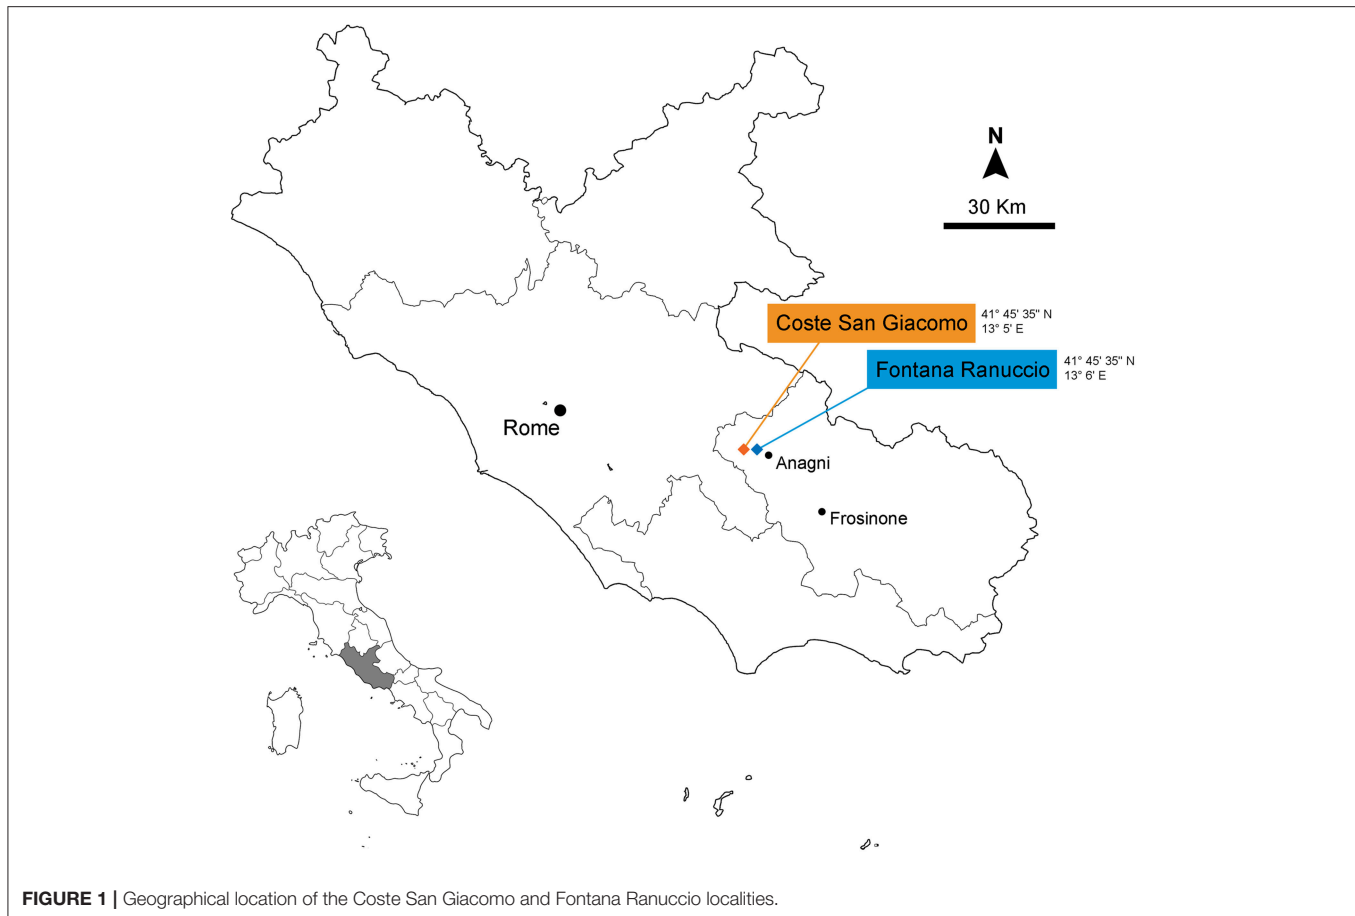 N
30 Km
Coste San Giacomo
41° 45' 35" N
13° 5' E
Fontana Ranuccio
41° 45' 35" N
13° 6' E
Rome
Anagni
Frosinone
FIGURE 1 | Geographical location of the Coste San Giacomo and Fontana Ranuccio localities.